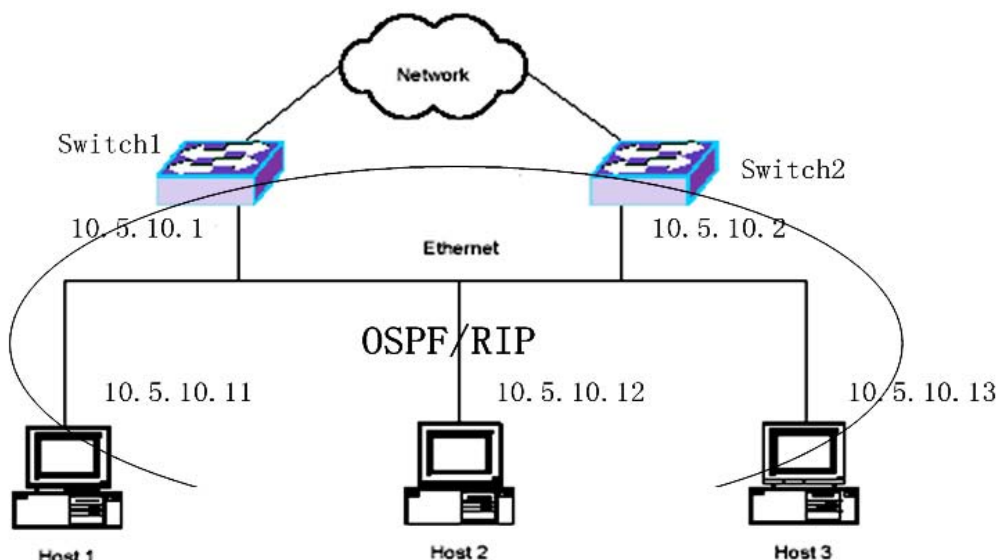 Network
Switch1
Switch2
10.5.10.1
10.5.10.2
Ethernet
OSPF/RIP
10.5.10.11
10.5.10.12
10.5.10.13
Host 1
Host 2
Host 3